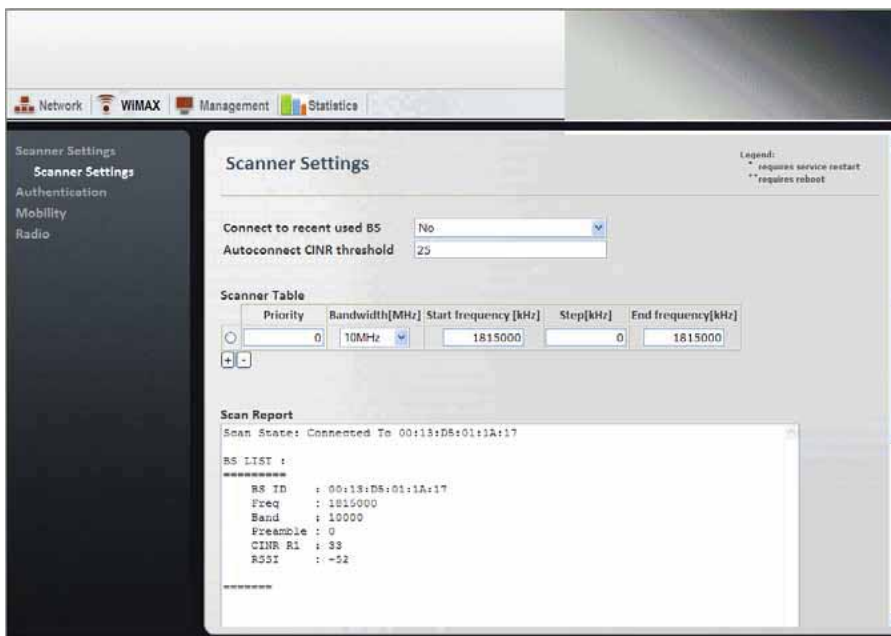 Network WiMAX Management Statistics
Scanner Settings
Scanner Settings
Authentication
Mobility
Radio
Scanner Settings
Legend:
* requires service restart
**requires reboot
Connect to recent used BS No
Autoconnect CINR threshold 25
Scanner Table
Priority Bandwidth[MHz] Start frequency [kHz] Step[kHz] End frequency[kHz]
0 10MHz 1815000 0 1815000
+ -
Scan Report
Scan State: Connected To 00:13:D5:01:1A:17
BS LIST :
=========
BS ID : 00:13:D5:01:1A:17
Freq : 1815000
Band : 10000
Preamble : 0
CINR R1 : 33
RSSI : -52
=======